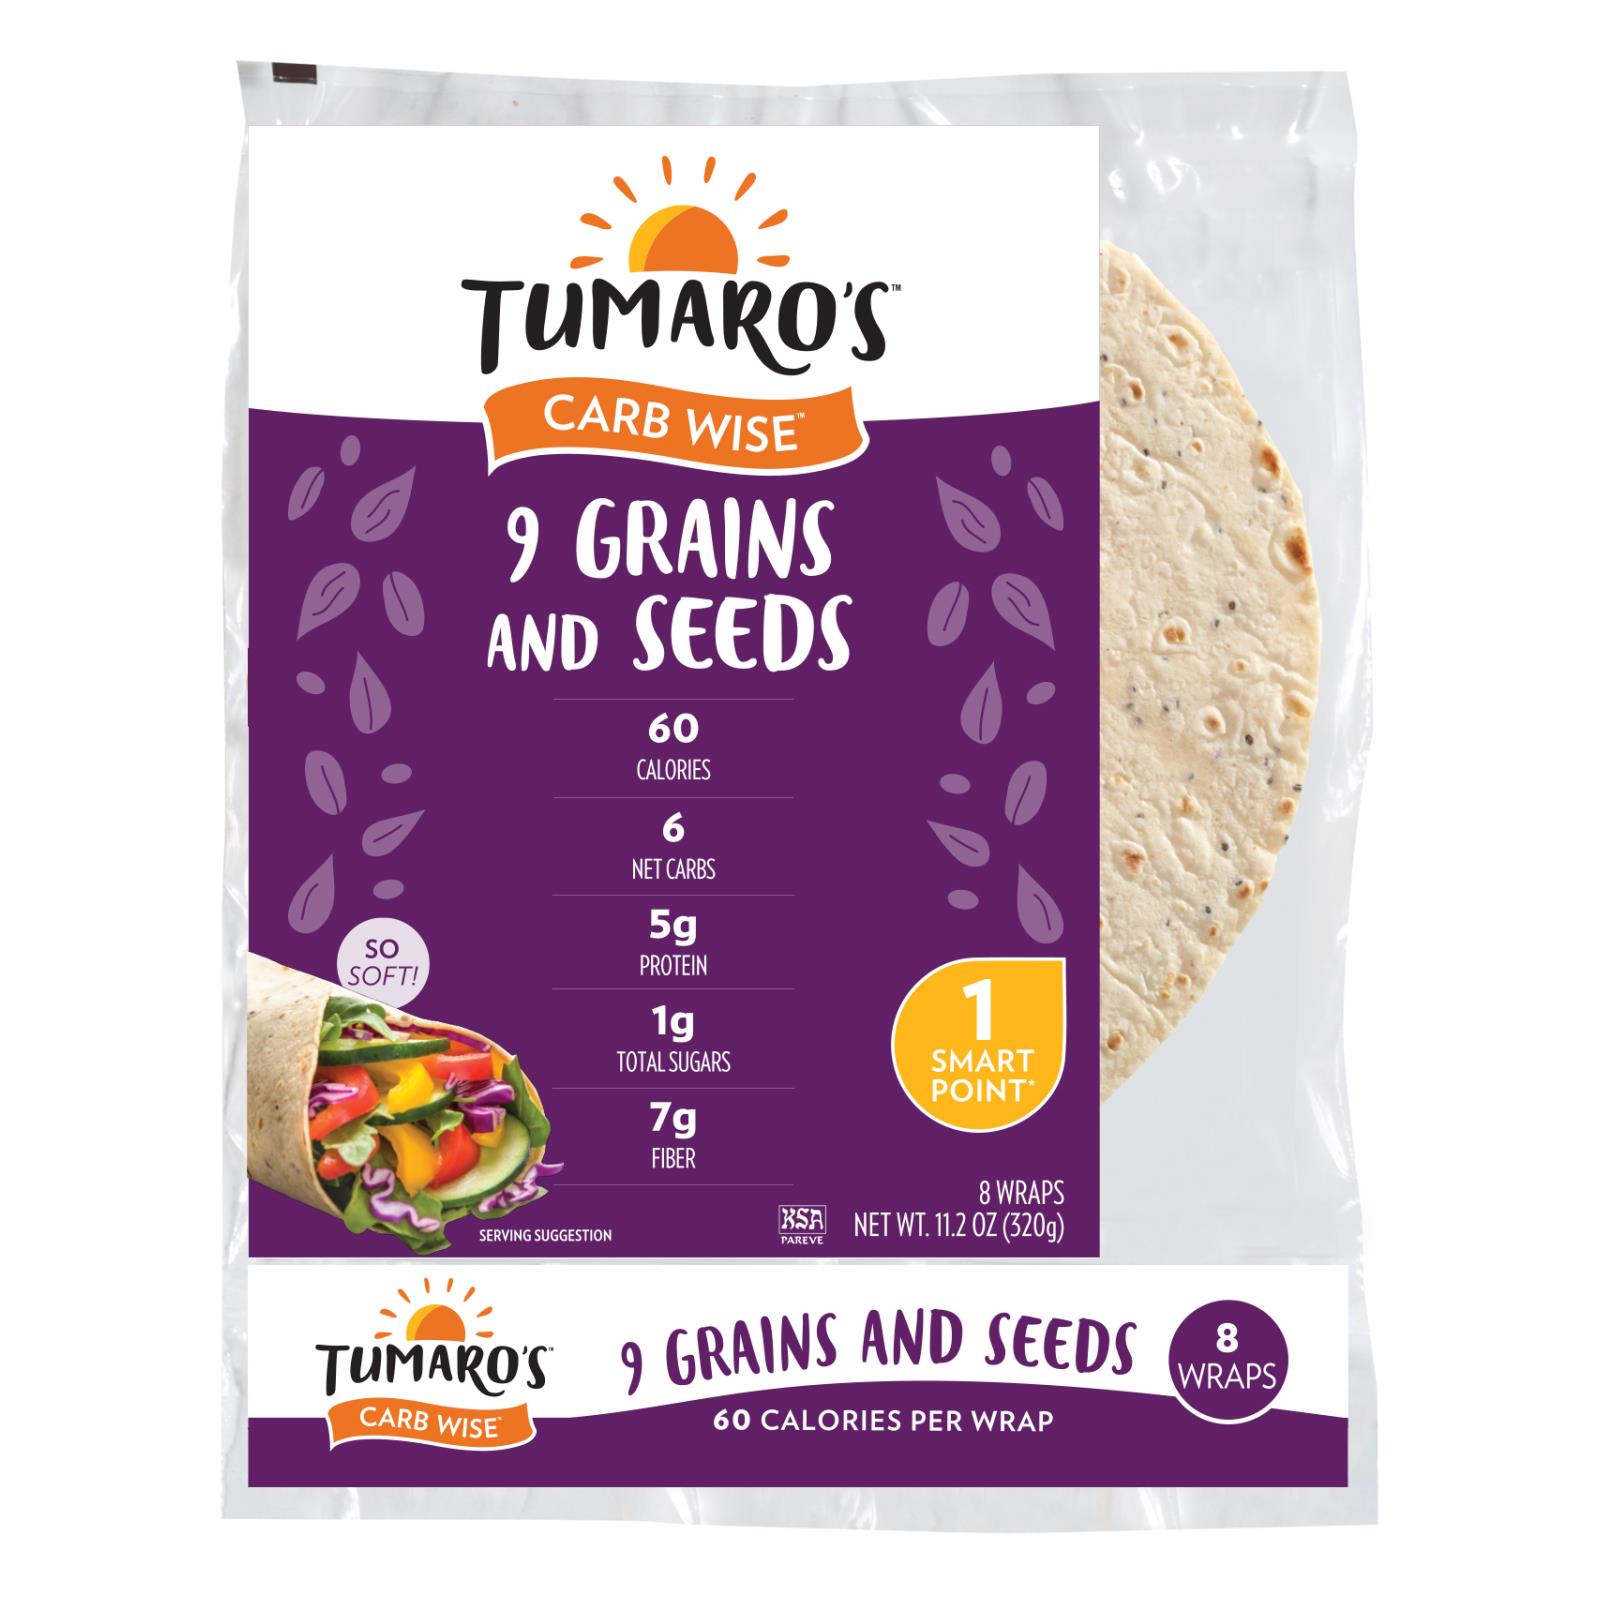 TUMARO'S™
CARB WISE™
9 GRAINS
AND SEEDS
60
CALORIES
6
NET CARBS
5g
PROTEIN
1g
TOTAL SUGARS
7g
FIBER
SO
SOFT!
1
SMART
POINT*
SERVING SUGGESTION
KSA
PAREVE
8 WRAPS
NET WT. 11.2 OZ (320g)
TUMARO'S™
CARB WISE™
9 GRAINS AND SEEDS
60 CALORIES PER WRAP
8
WRAPS